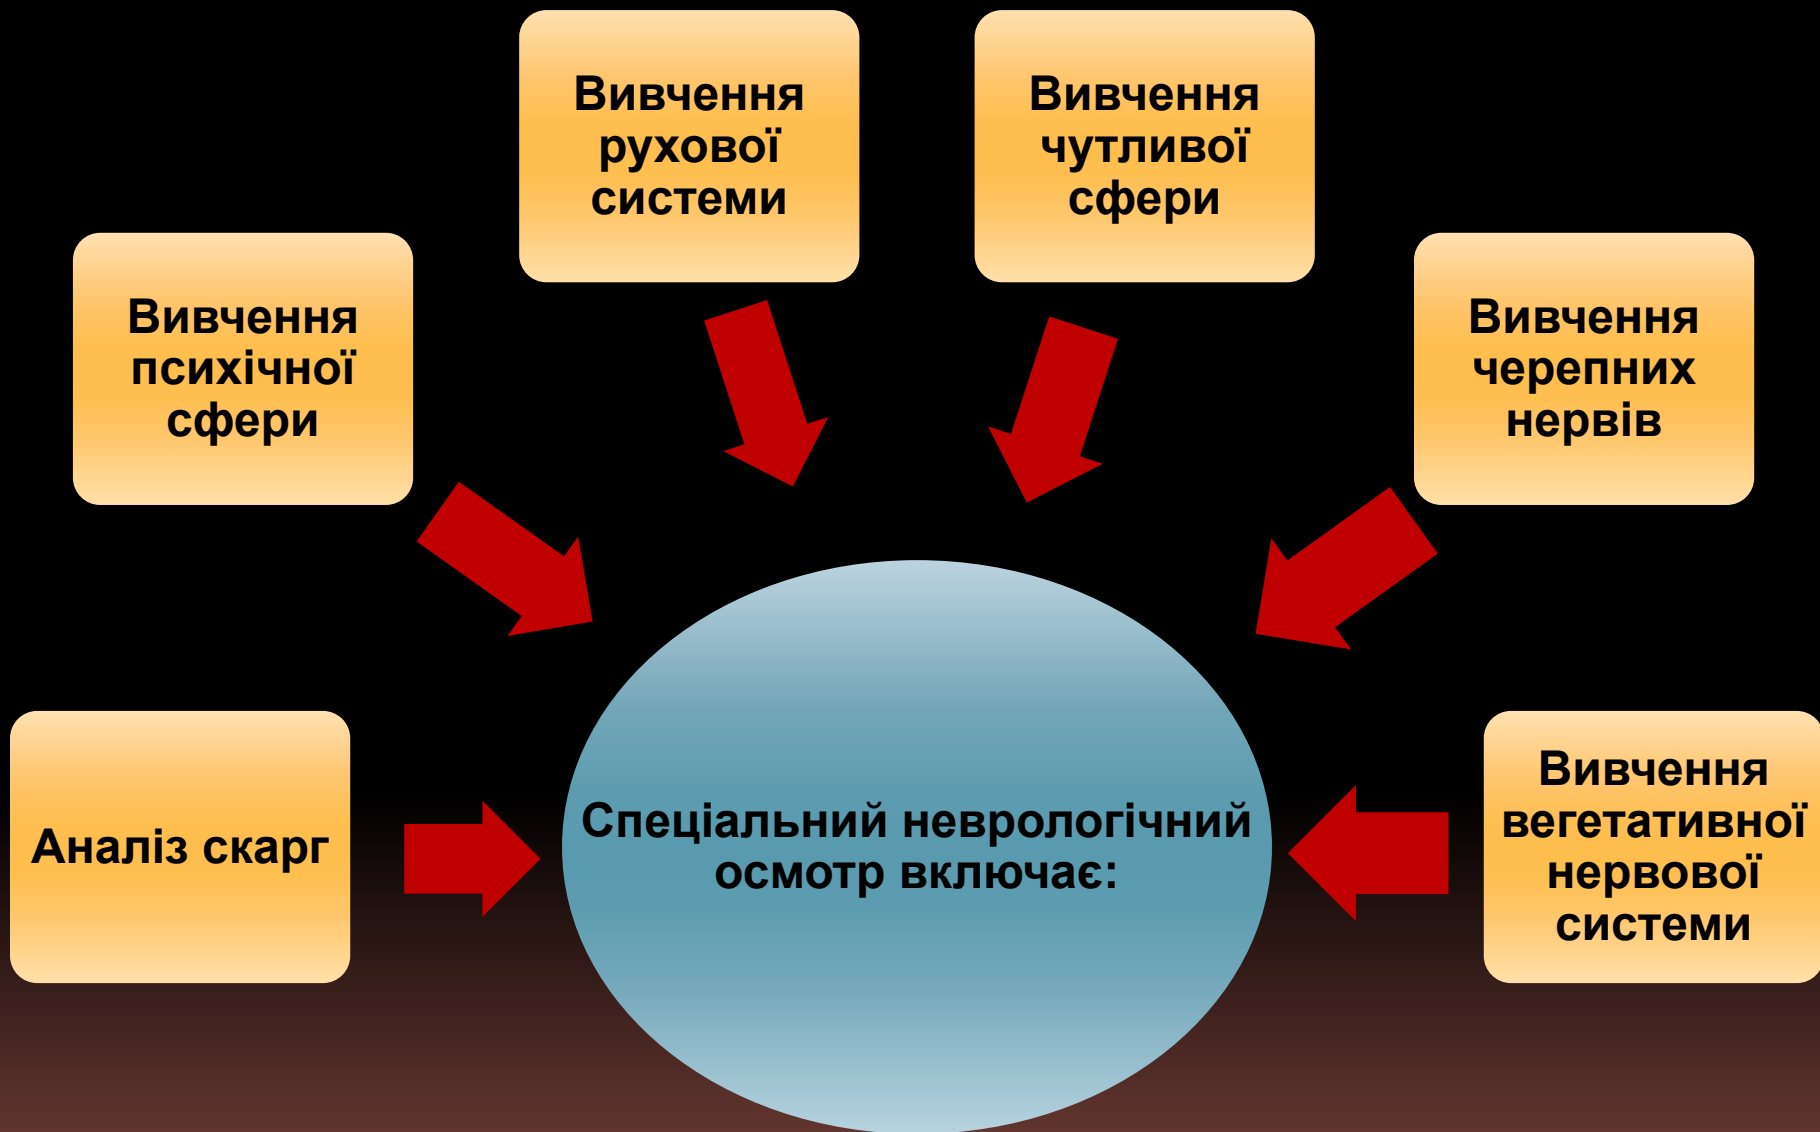 Вивчення
рухової
системи
Вивчення
чутливої
сфери
Вивчення
психічної
сфери
Вивчення
черепних
нервів
Аналіз скарг
Спеціальний неврологічний
осмотр включає:
Вивчення
вегетативної
нервової
системи